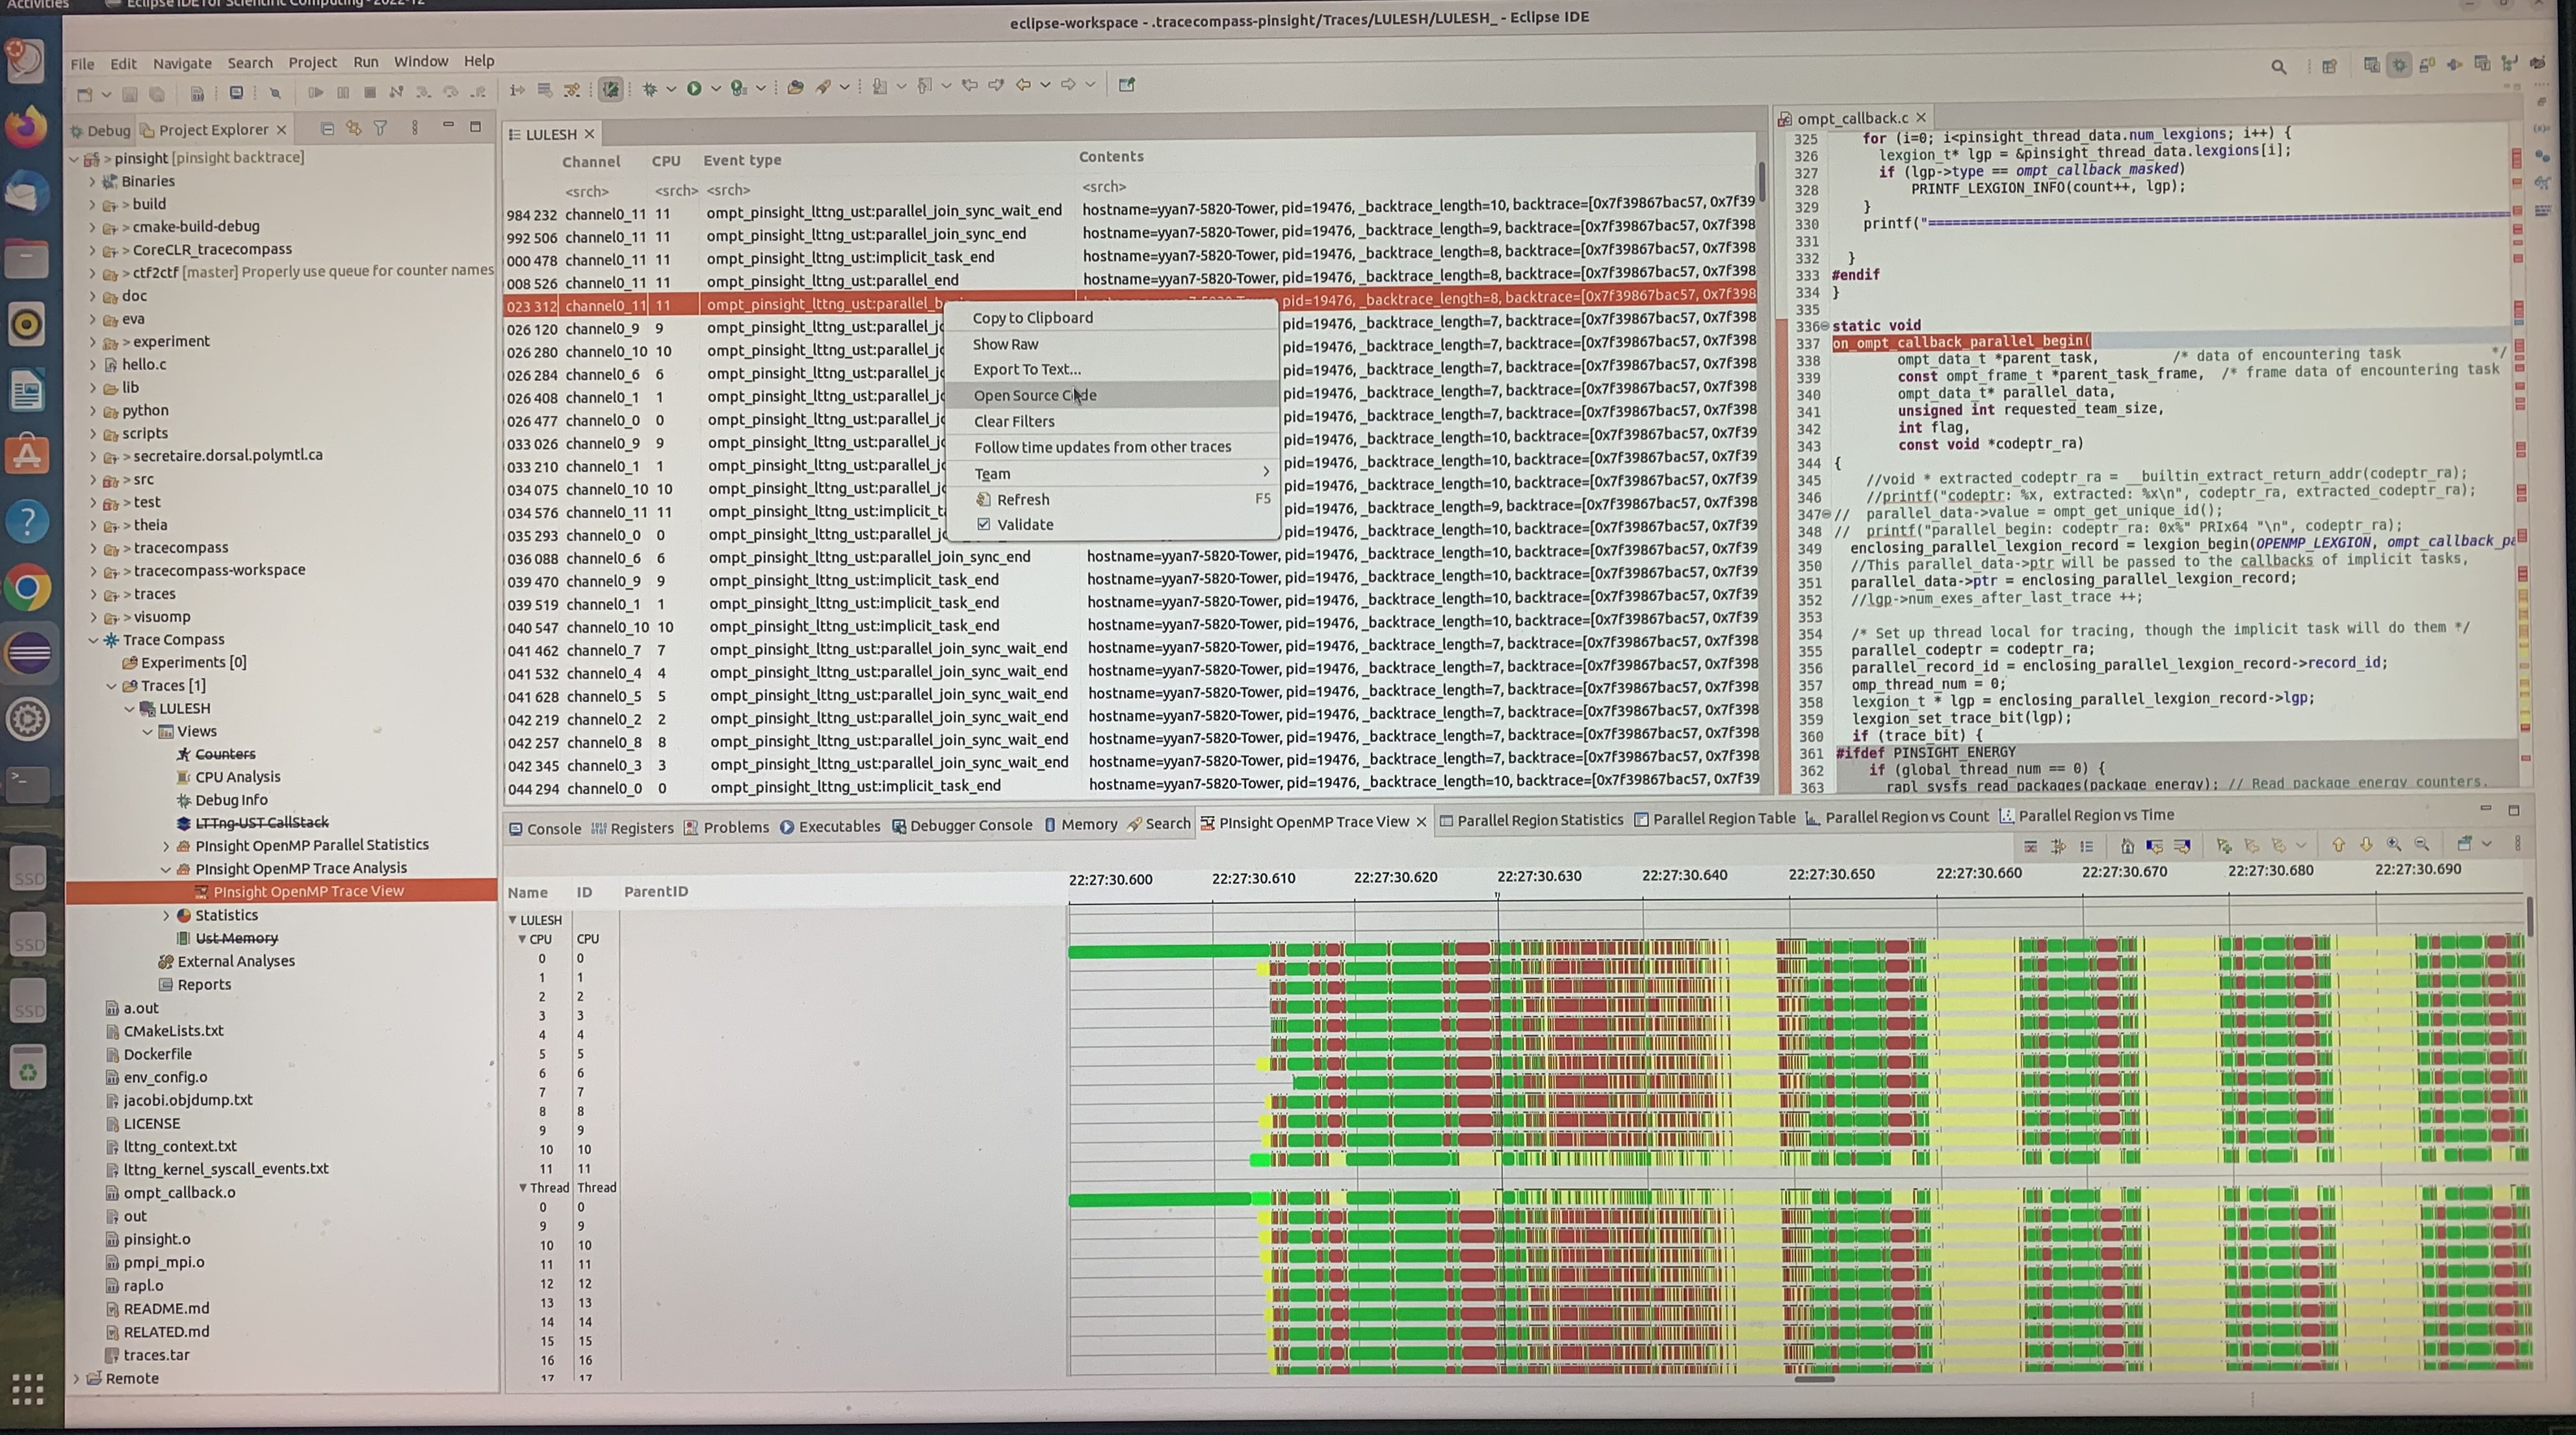 Activities
Eclipse IDE for Scientific Computing - 2022-12
eclipse-workspace - .tracecompass-pinsight/Traces/LULESH/LULESH_ - Eclipse IDE
File Edit Navigate Search Project Run Window Help
Debug Project Explorer
> pinsight [pinsight backtrace]
Binaries
> build
> cmake-build-debug
> CoreCLR_tracecompass
> ctf2ctf [master] Properly use queue for counter names
doc
eva
> experiment
hello.c
lib
python
scripts
> secretaire.dorsal.polymtl.ca
> src
> test
> theia
> tracecompass
> tracecompass-workspace
> traces
> visuomp
Trace Compass
Experiments [0]
Traces [1]
LULESH
Views
Counters
CPU Analysis
Debug Info
LTTng-UST CallStack
PInsight OpenMP Parallel Statistics
PInsight OpenMP Trace Analysis
PInsight OpenMP Trace View
Statistics
Ust Memory
External Analyses
Reports
a.out
CMakeLists.txt
Dockerfile
env_config.o
jacobi.objdump.txt
LICENSE
lttng_context.txt
lttng_kernel_syscall_events.txt
ompt_callback.o
out
pinsight.o
pmpi_mpi.o
rapl.o
README.md
RELATED.md
traces.tar
Remote
SSD
SSD
SSD
LULESH
Channel CPU Event type Contents
<srch> <srch> <srch> <srch>
984 232 channel0_11 11 ompt_pinsight_lttng_ust:parallel_join_sync_wait_end hostname=yyan7-5820-Tower, pid=19476, _backtrace_length=10, backtrace=[0x7f39867bac57, 0x7f39
992 506 channel0_11 11 ompt_pinsight_lttng_ust:parallel_join_sync_end hostname=yyan7-5820-Tower, pid=19476, _backtrace_length=9, backtrace=[0x7f39867bac57, 0x7f398
000 478 channel0_11 11 ompt_pinsight_lttng_ust:implicit_task_end hostname=yyan7-5820-Tower, pid=19476, _backtrace_length=8, backtrace=[0x7f39867bac57, 0x7f398
008 526 channel0_11 11 ompt_pinsight_lttng_ust:parallel_end hostname=yyan7-5820-Tower, pid=19476, _backtrace_length=8, backtrace=[0x7f39867bac57, 0x7f398
023 312 channel0_11 11 ompt_pinsight_lttng_ust:parallel_b pid=19476, _backtrace_length=8, backtrace=[0x7f39867bac57, 0x7f398
026 120 channel0_9 9 ompt_pinsight_lttng_ust:parallel_jo pid=19476, _backtrace_length=7, backtrace=[0x7f39867bac57, 0x7f398
026 280 channel0_10 10 ompt_pinsight_lttng_ust:parallel_jo pid=19476, _backtrace_length=7, backtrace=[0x7f39867bac57, 0x7f398
026 284 channel0_6 6 ompt_pinsight_lttng_ust:parallel_jo pid=19476, _backtrace_length=7, backtrace=[0x7f39867bac57, 0x7f398
026 408 channel0_1 1 ompt_pinsight_lttng_ust:parallel_jo pid=19476, _backtrace_length=7, backtrace=[0x7f39867bac57, 0x7f398
026 477 channel0_0 0 ompt_pinsight_lttng_ust:parallel_jo pid=19476, _backtrace_length=7, backtrace=[0x7f39867bac57, 0x7f398
033 026 channel0_9 9 ompt_pinsight_lttng_ust:parallel_jo pid=19476, _backtrace_length=10, backtrace=[0x7f39867bac57, 0x7f39
033 210 channel0_1 1 ompt_pinsight_lttng_ust:parallel_jo pid=19476, _backtrace_length=10, backtrace=[0x7f39867bac57, 0x7f39
034 075 channel0_10 10 ompt_pinsight_lttng_ust:parallel_jo pid=19476, _backtrace_length=10, backtrace=[0x7f39867bac57, 0x7f39
034 576 channel0_11 11 ompt_pinsight_lttng_ust:implicit_t pid=19476, _backtrace_length=9, backtrace=[0x7f39867bac57, 0x7f398
035 293 channel0_0 0 ompt_pinsight_lttng_ust:parallel_jo pid=19476, _backtrace_length=10, backtrace=[0x7f39867bac57, 0x7f39
036 088 channel0_6 6 ompt_pinsight_lttng_ust:parallel_join_sync_end hostname=yyan7-5820-Tower, pid=19476, _backtrace_length=10, backtrace=[0x7f39867bac57, 0x7f39
039 470 channel0_9 9 ompt_pinsight_lttng_ust:implicit_task_end hostname=yyan7-5820-Tower, pid=19476, _backtrace_length=10, backtrace=[0x7f39867bac57, 0x7f39
039 519 channel0_1 1 ompt_pinsight_lttng_ust:implicit_task_end hostname=yyan7-5820-Tower, pid=19476, _backtrace_length=10, backtrace=[0x7f39867bac57, 0x7f39
040 547 channel0_10 10 ompt_pinsight_lttng_ust:implicit_task_end hostname=yyan7-5820-Tower, pid=19476, _backtrace_length=10, backtrace=[0x7f39867bac57, 0x7f39
041 462 channel0_7 7 ompt_pinsight_lttng_ust:parallel_join_sync_wait_end hostname=yyan7-5820-Tower, pid=19476, _backtrace_length=7, backtrace=[0x7f39867bac57, 0x7f398
041 532 channel0_4 4 ompt_pinsight_lttng_ust:parallel_join_sync_wait_end hostname=yyan7-5820-Tower, pid=19476, _backtrace_length=7, backtrace=[0x7f39867bac57, 0x7f398
041 628 channel0_5 5 ompt_pinsight_lttng_ust:parallel_join_sync_wait_end hostname=yyan7-5820-Tower, pid=19476, _backtrace_length=7, backtrace=[0x7f39867bac57, 0x7f398
042 219 channel0_2 2 ompt_pinsight_lttng_ust:parallel_join_sync_wait_end hostname=yyan7-5820-Tower, pid=19476, _backtrace_length=7, backtrace=[0x7f39867bac57, 0x7f398
042 257 channel0_8 8 ompt_pinsight_lttng_ust:parallel_join_sync_wait_end hostname=yyan7-5820-Tower, pid=19476, _backtrace_length=7, backtrace=[0x7f39867bac57, 0x7f398
042 345 channel0_3 3 ompt_pinsight_lttng_ust:parallel_join_sync_wait_end hostname=yyan7-5820-Tower, pid=19476, _backtrace_length=7, backtrace=[0x7f39867bac57, 0x7f398
044 294 channel0_0 0 ompt_pinsight_lttng_ust:implicit_task_end hostname=yyan7-5820-Tower, pid=19476, _backtrace_length=10, backtrace=[0x7f39867bac57, 0x7f39
Copy to Clipboard
Show Raw
Export To Text...
Open Source Code
Clear Filters
Follow time updates from other traces
Team
Refresh F5
Validate
ompt_callback.c
325 for (i=0; i<pinsight_thread_data.num_lexgions; i++) {
326 lexgion_t* lgp = &pinsight_thread_data.lexgions[i];
327 if (lgp->type == ompt_callback_masked)
328 PRINTF_LEXGION_INFO(count++, lgp);
329 }
330 printf("====
331
332 }
333 #endif
334 }
335
336 static void
337 on_ompt_callback_parallel_begin(
338 ompt_data_t *parent_task, /* data of encountering task */
339 const ompt_frame_t *parent_task_frame, /* frame data of encountering task
340 ompt_data_t* parallel_data,
341 unsigned int requested_team_size,
342 int flag,
343 const void *codeptr_ra)
344 {
345 //void * extracted_codeptr_ra = __builtin_extract_return_addr(codeptr_ra);
346 //printf("codeptr: %x, extracted: %x\n", codeptr_ra, extracted_codeptr_ra);
347 // parallel_data->value = ompt_get_unique_id();
348 // printf("parallel_begin: codeptr_ra: 0x%" PRIx64 "\n", codeptr_ra);
349 enclosing_parallel_lexgion_record = lexgion_begin(OPENMP_LEXGION, ompt_callback_pa
350 //This parallel_data->ptr will be passed to the callbacks of implicit tasks,
351 parallel_data->ptr = enclosing_parallel_lexgion_record;
352 //lgp->num_exes_after_last_trace ++;
353
354 /* Set up thread local for tracing, though the implicit task will do them */
355 parallel_codeptr = codeptr_ra;
356 parallel_record_id = enclosing_parallel_lexgion_record->record_id;
357 omp_thread_num = 0;
358 lexgion_t * lgp = enclosing_parallel_lexgion_record->lgp;
359 lexgion_set_trace_bit(lgp);
360 if (trace_bit) {
361 #ifdef PINSIGHT_ENERGY
362 if (global_thread_num == 0) {
363 rapl_sysfs_read_packages(package_energy); // Read package energy counters.
Console Registers Problems Executables Debugger Console Memory Search PInsight OpenMP Trace View Parallel Region Statistics Parallel Region Table Parallel Region vs Count Parallel Region vs Time
Name ID ParentID
22:27:30.600 22:27:30.610 22:27:30.620 22:27:30.630 22:27:30.640 22:27:30.650 22:27:30.660 22:27:30.670 22:27:30.680 22:27:30.690
LULESH
CPU CPU
0 0
1 1
2 2
3 3
4 4
5 5
6 6
7 7
8 8
9 9
10 10
11 11
Thread Thread
0 0
9 9
10 10
11 11
12 12
13 13
14 14
15 15
16 16
17 17